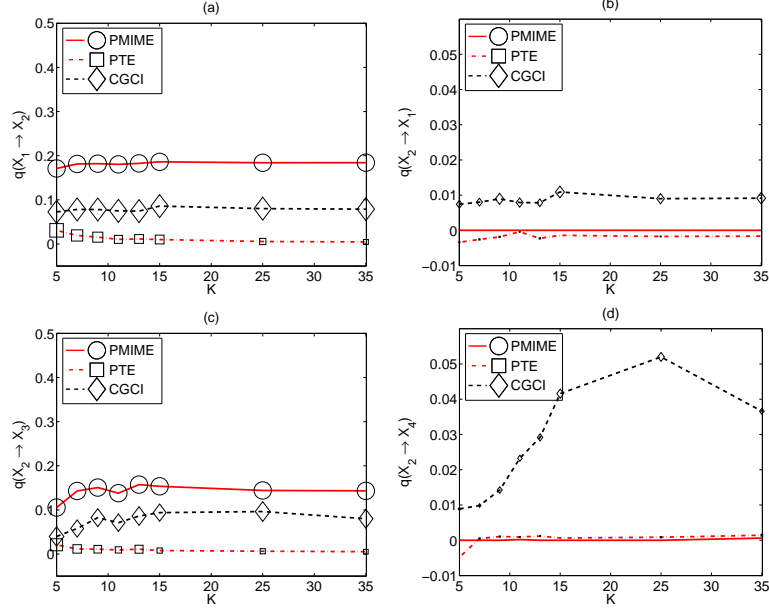 (a)
0.5
0.4
0.3
0.2
0.1
0
q(X1 → X2)
PMIME
PTE
CGCI
5 10 15 20 25 30 35
K
(b)
0.06
0.05
0.04
0.03
0.02
0.01
0
−0.01
q(X2 → X1)
PMIME
PTE
CGCI
5 10 15 20 25 30 35
K
(c)
0.5
0.4
0.3
0.2
0.1
0
q(X2 → X3)
PMIME
PTE
CGCI
5 10 15 20 25 30 35
K
(d)
0.06
0.05
0.04
0.03
0.02
0.01
0
−0.01
q(X2 → X4)
PMIME
PTE
CGCI
5 10 15 20 25 30 35
K